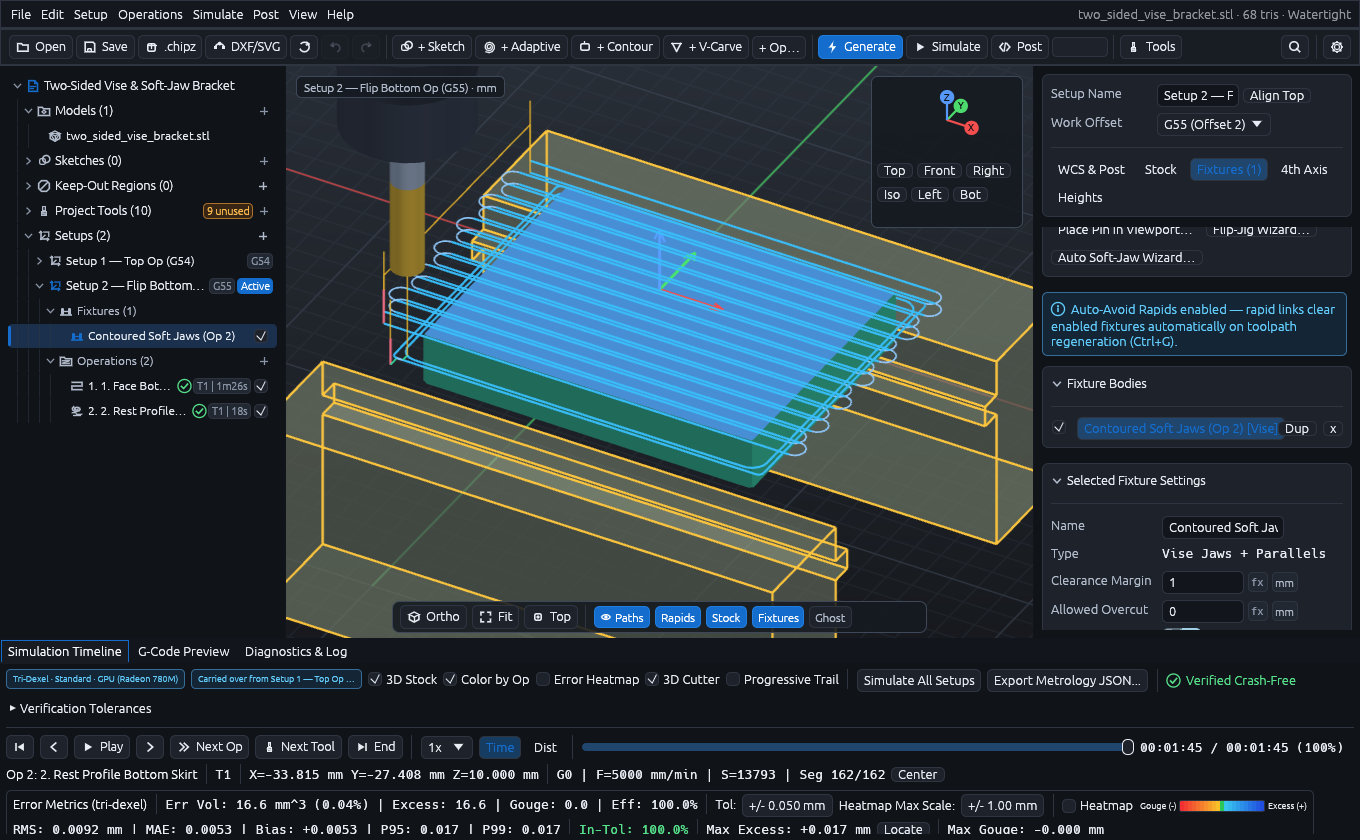 File Edit Setup Operations Simulate Post View Help two_sided_vise_bracket.stl · 68 tris · Watertight
Open Save .chipz DXF/SVG + Sketch + Adaptive + Contour + V-Carve + Op… Generate Simulate Post Tools
Two-Sided Vise & Soft-Jaw Bracket
Models (1) +
two_sided_vise_bracket.stl
Sketches (0) +
Keep-Out Regions (0) +
Project Tools (10) 9 unused +
Setups (2) +
Setup 1 — Top Op (G54) G54
Setup 2 — Flip Bottom… G55 Active
Fixtures (1)
Contoured Soft Jaws (Op 2)
Operations (2) +
1. 1. Face Bot… T1 | 1m26s
2. 2. Rest Profile… T1 | 18s
Setup 2 — Flip Bottom Op (G55) · mm
Z Y X
Top Front Right
Iso Left Bot
Ortho Fit Top Paths Rapids Stock Fixtures Ghost
Setup Name Setup 2 — F Align Top
Work Offset G55 (Offset 2)
WCS & Post Stock Fixtures (1) 4th Axis
Heights
Place Pin in Viewport… Flip-Jig Wizard…
Auto Soft-Jaw Wizard…
Auto-Avoid Rapids enabled — rapid links clear
enabled fixtures automatically on toolpath
regeneration (Ctrl+G).
Fixture Bodies
Contoured Soft Jaws (Op 2) [Vise] Dup x
Selected Fixture Settings
Name Contoured Soft Jav
Type Vise Jaws + Parallels
Clearance Margin 1 fx mm
Allowed Overcut 0 fx mm
Simulation Timeline G-Code Preview Diagnostics & Log
Tri-Dexel · Standard · GPU (Radeon 780M) Carried over from Setup 1 — Top Op … 3D Stock Color by Op Error Heatmap 3D Cutter Progressive Trail Simulate All Setups Export Metrology JSON… Verified Crash-Free
Verification Tolerances
Play Next Op Next Tool End 1x Time Dist 00:01:45 / 00:01:45 (100%)
Op 2: 2. Rest Profile Bottom Skirt T1 X=-33.815 mm Y=-27.408 mm Z=10.000 mm G0 | F=5000 mm/min | S=13793 | Seg 162/162 Center
Error Metrics (tri-dexel) Err Vol: 16.6 mm^3 (0.04%) | Excess: 16.6 | Gouge: 0.0 | Eff: 100.0% Tol: +/- 0.050 mm Heatmap Max Scale: +/- 1.00 mm Heatmap Gouge (-) Excess (+)
RMS: 0.0092 mm | MAE: 0.0053 | Bias: +0.0053 | P95: 0.017 | P99: 0.017 In-Tol: 100.0% Max Excess: +0.017 mm Locate Max Gouge: -0.000 mm